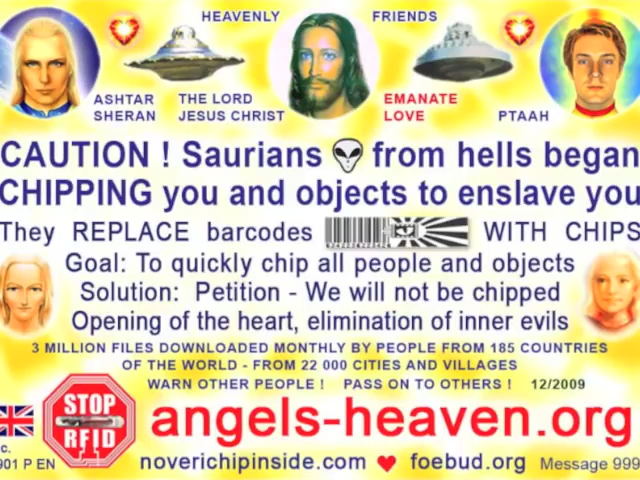 HEAVENLY FRIENDS
ASHTAR SHERAN
THE LORD JESUS CHRIST
EMANATE LOVE
PTAAH
CAUTION ! Saurians from hells began
CHIPPING you and objects to enslave you
They REPLACE barcodes WITH CHIPS
Goal: To quickly chip all people and objects
Solution: Petition - We will not be chipped
Opening of the heart, elimination of inner evils
3 MILLION FILES DOWNLOADED MONTHLY BY PEOPLE FROM 185 COUNTRIES
OF THE WORLD - FROM 22 000 CITIES AND VILLAGES
WARN OTHER PEOPLE ! PASS ON TO OTHERS ! 12/2009
STOP
RFID
angels-heaven.org
c.
901 P EN
noverichipinside.com foebud.org Message 999